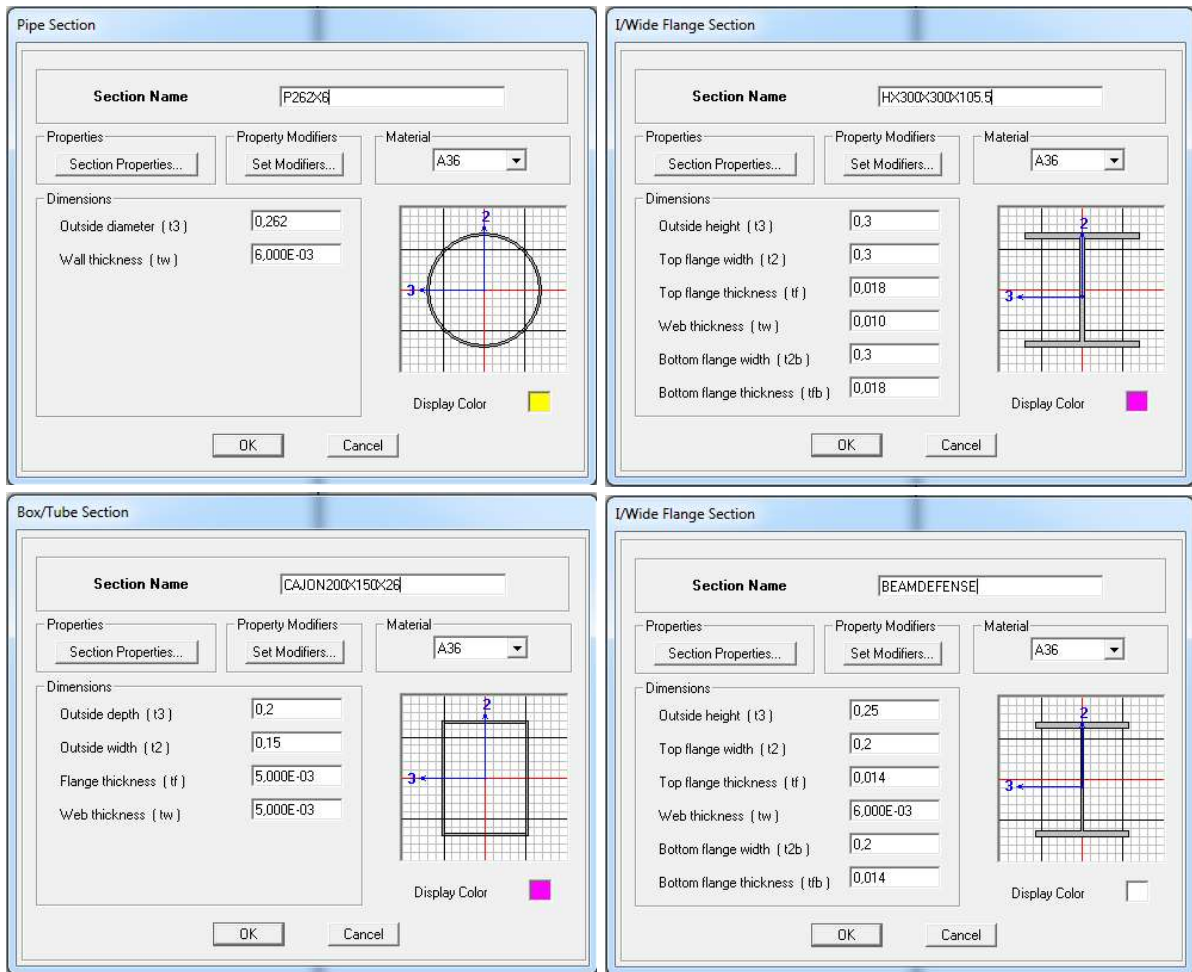 Pipe Section
Section Name P262X6
Properties Property Modifiers Material
Section Properties... Set Modifiers... A36
Dimensions
Outside diameter ( t3 ) 0,262
Wall thickness ( tw ) 6,000E-03
2
3
Display Color
OK Cancel
I/Wide Flange Section
Section Name HX300X300X105.5
Properties Property Modifiers Material
Section Properties... Set Modifiers... A36
Dimensions
Outside height ( t3 ) 0,3
Top flange width ( t2 ) 0,3
Top flange thickness ( tf ) 0,018
Web thickness ( tw ) 0,010
Bottom flange width ( t2b ) 0,3
Bottom flange thickness ( tfb ) 0,018
2
3
Display Color
OK Cancel
Box/Tube Section
Section Name CAJON200X150X26
Properties Property Modifiers Material
Section Properties... Set Modifiers... A36
Dimensions
Outside depth ( t3 ) 0,2
Outside width ( t2 ) 0,15
Flange thickness ( tf ) 5,000E-03
Web thickness ( tw ) 5,000E-03
2
3
Display Color
OK Cancel
I/Wide Flange Section
Section Name BEAMDEFENSE
Properties Property Modifiers Material
Section Properties... Set Modifiers... A36
Dimensions
Outside height ( t3 ) 0,25
Top flange width ( t2 ) 0,2
Top flange thickness ( tf ) 0,014
Web thickness ( tw ) 6,000E-03
Bottom flange width ( t2b ) 0,2
Bottom flange thickness ( tfb ) 0,014
2
3
Display Color
OK Cancel